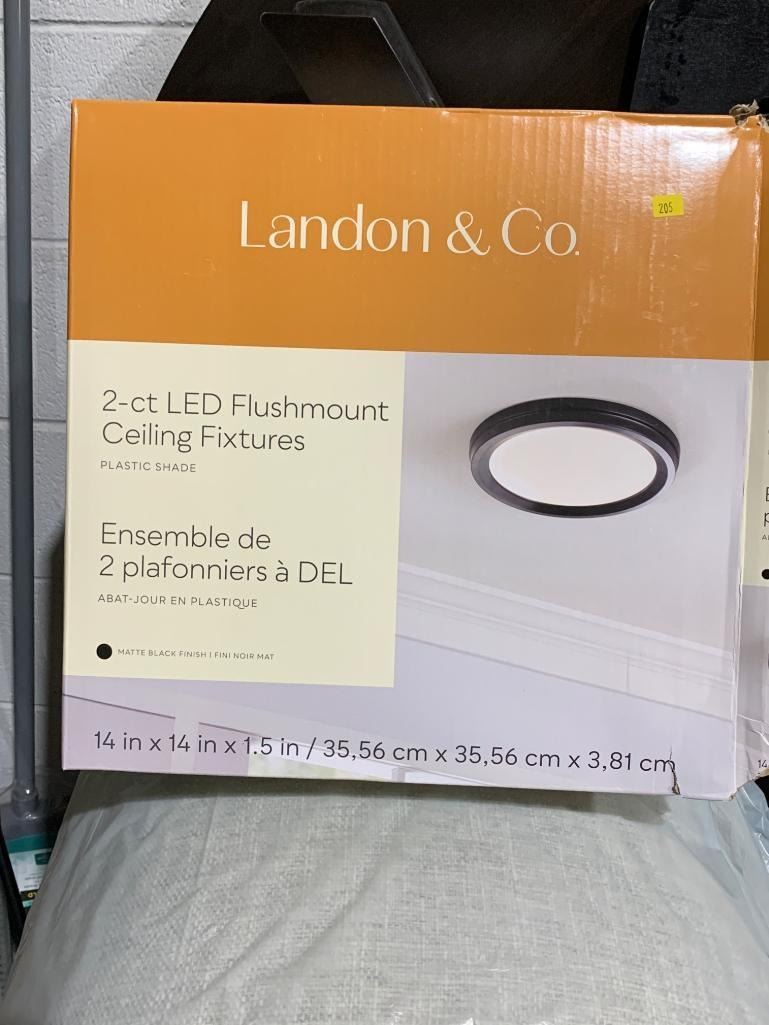 Landon & Co.
205
2-ct LED Flushmount
Ceiling Fixtures
PLASTIC SHADE
Ensemble de
2 plafonniers à DEL
ABAT-JOUR EN PLASTIQUE
MATTE BLACK FINISH | FINI NOIR MAT
14 in x 14 in x 1.5 in / 35,56 cm x 35,56 cm x 3,81 cm
14